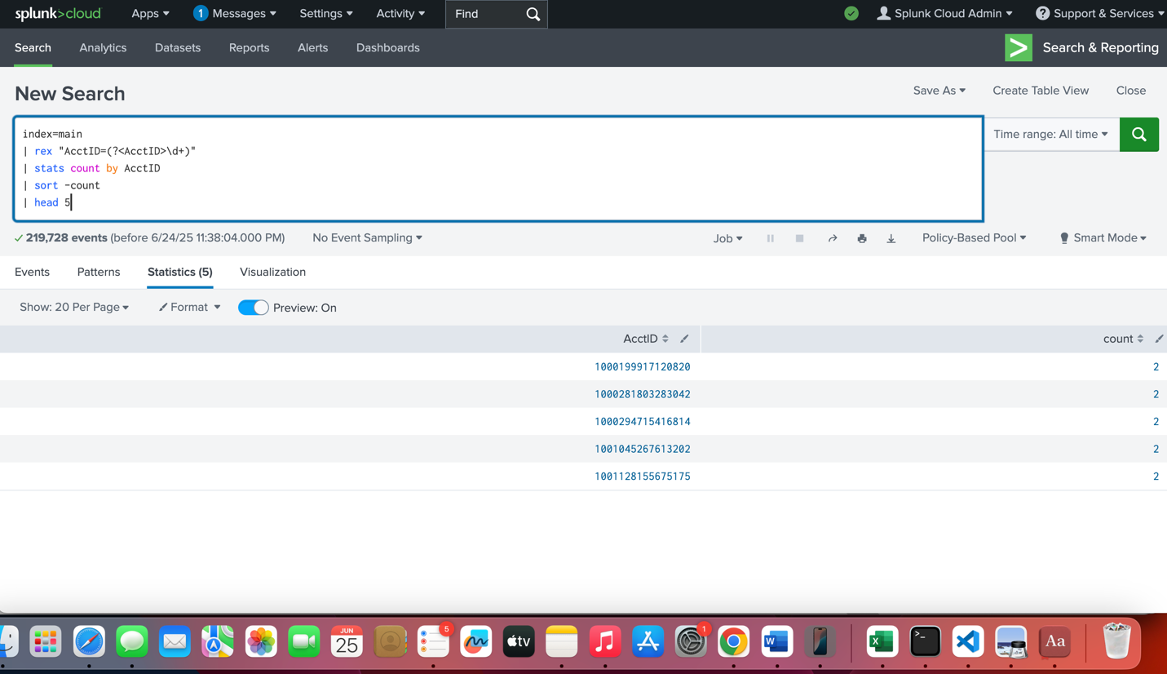 splunk>cloud Apps 1 Messages Settings Activity Find Splunk Cloud Admin ? Support & Services
Search Analytics Datasets Reports Alerts Dashboards > Search & Reporting
New Search Save As Create Table View Close
index=main
| rex "AcctID=(?<AcctID>\d+)"
| stats count by AcctID
| sort -count
| head 5
Time range: All time
219,728 events (before 6/24/25 11:38:04.000 PM) No Event Sampling Job Policy-Based Pool Smart Mode
Events Patterns Statistics (5) Visualization
Show: 20 Per Page Format Preview: On
AcctID count
1000199917120820 2
1000281803283042 2
1000294715416814 2
1001045267613202 2
1001128155675175 2
JUN 25 5 tv 1 W X >_ Aa